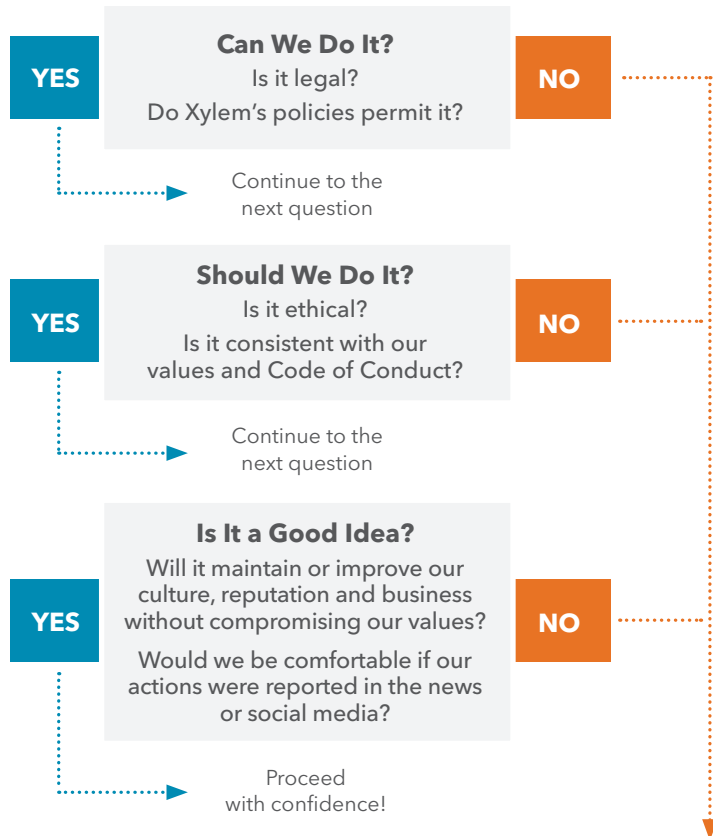 Can We Do It?
YES
Is it legal?
NO
Do Xylem's policies permit it?
Continue to the
next question
Should We Do It?
YES
Is it ethical?
NO
Is it consistent with our
values and Code of Conduct?
Continue to the
next question
Is It a Good Idea?
Will it maintain or improve our
culture, reputation and business
YES
without compromising our values?
NO
Would we be comfortable if our
actions were reported in the news
or social media?
Proceed
with confidence!